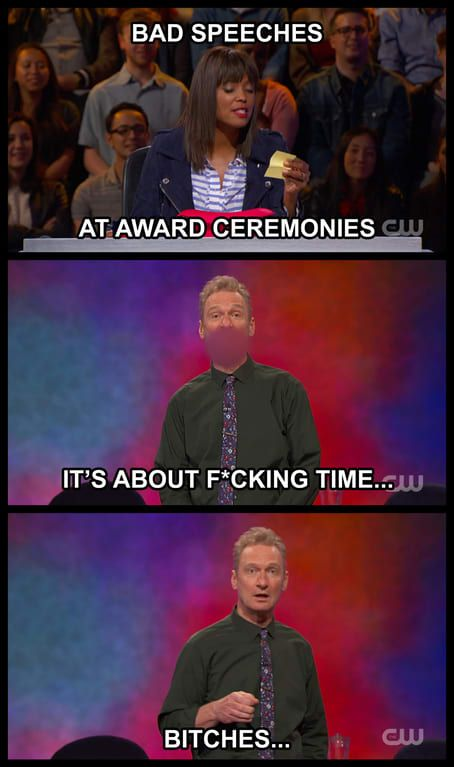 BAD SPEECHES
AT AWARD CEREMONIES
CW
IT'S ABOUT F*CKING TIME...
CW
BITCHES...
CW